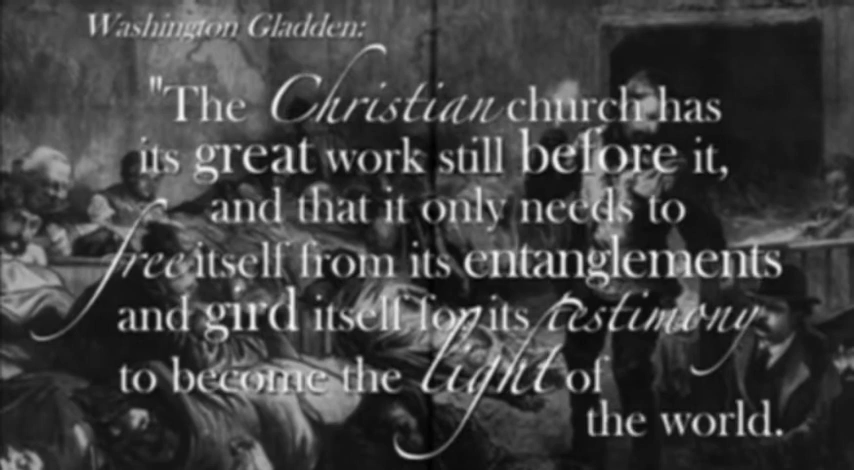 Washington Gladden:
"The Christian church has
its great work still before it,
and that it only needs to
free itself from its entanglements
and gird itself for its testimony
to become the light of
the world.